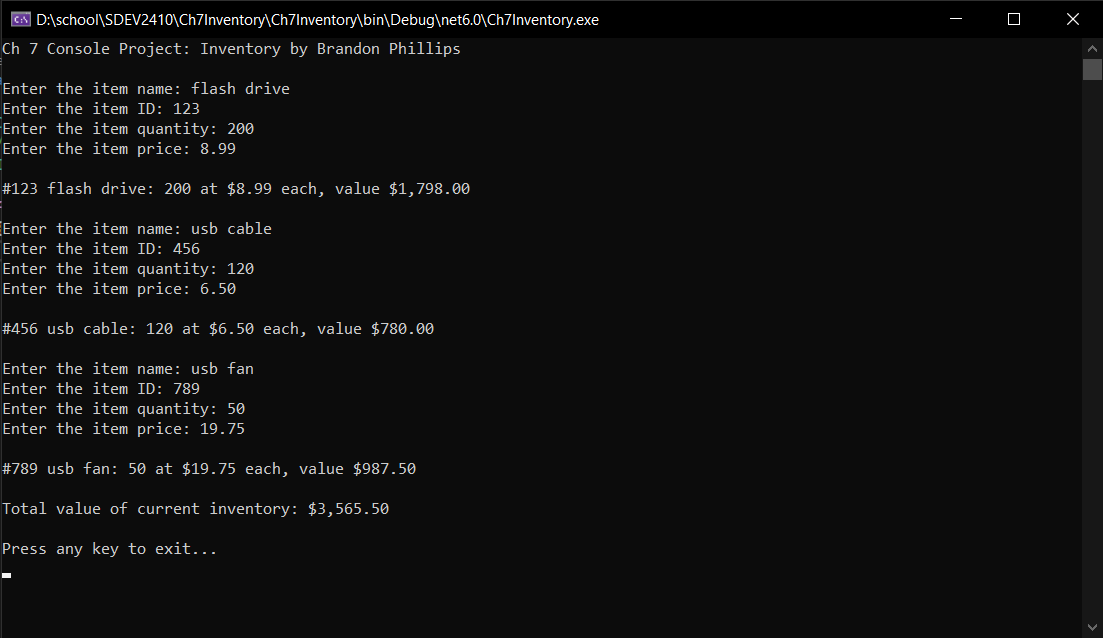 D:\school\SDEV2410\Ch7Inventory\Ch7Inventory\bin\Debug\net6.0\Ch7Inventory.exe
Ch 7 Console Project: Inventory by Brandon Phillips
Enter the item name: flash drive
Enter the item ID: 123
Enter the item quantity: 200
Enter the item price: 8.99
#123 flash drive: 200 at $8.99 each, value $1,798.00
Enter the item name: usb cable
Enter the item ID: 456
Enter the item quantity: 120
Enter the item price: 6.50
#456 usb cable: 120 at $6.50 each, value $780.00
Enter the item name: usb fan
Enter the item ID: 789
Enter the item quantity: 50
Enter the item price: 19.75
#789 usb fan: 50 at $19.75 each, value $987.50
Total value of current inventory: $3,565.50
Press any key to exit...